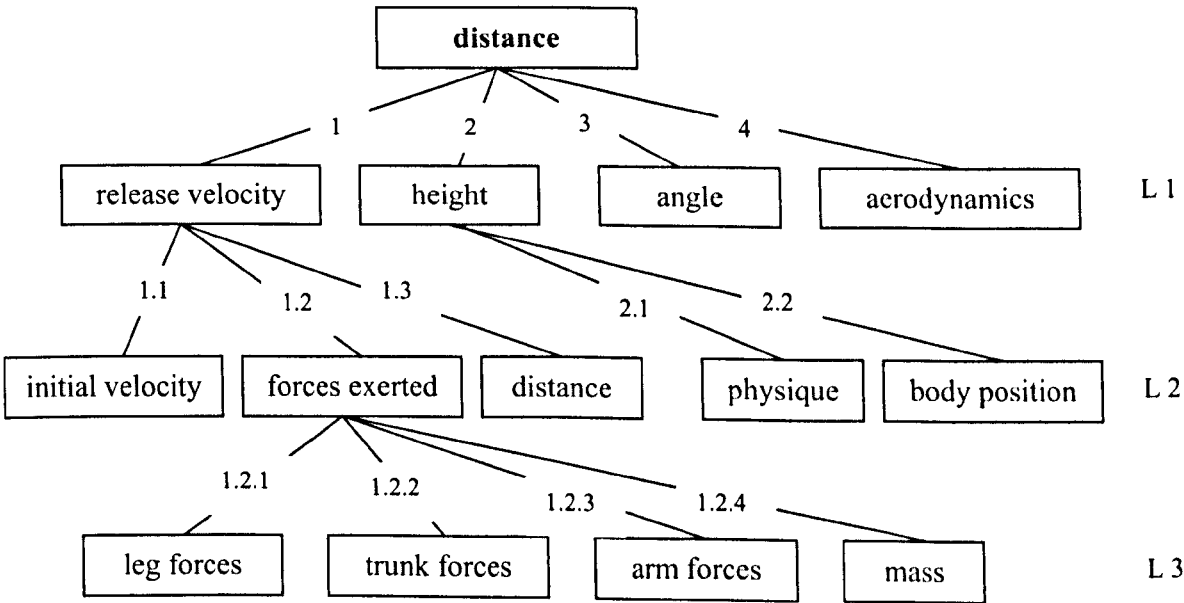 distance
1 2 3 4
release velocity height angle aerodynamics L 1
1.1 1.2 1.3 2.1 2.2
initial velocity forces exerted distance physique body position L 2
1.2.1 1.2.2 1.2.3 1.2.4
leg forces trunk forces arm forces mass L 3